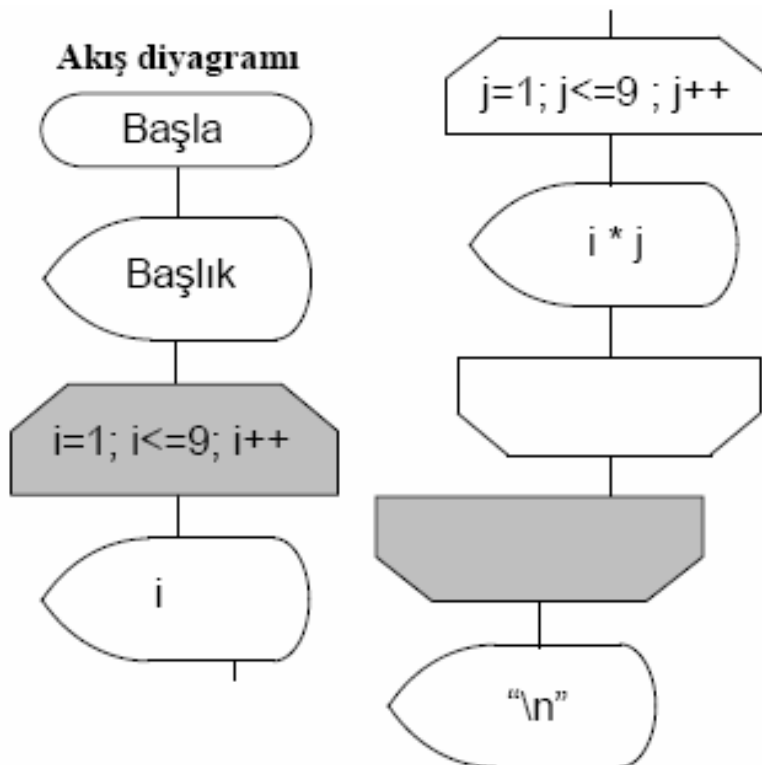 Akış diyagramı
Başla
Başlık
i=1; i<=9; i++
i
j=1; j<=9 ; j++
i * j
“\n”